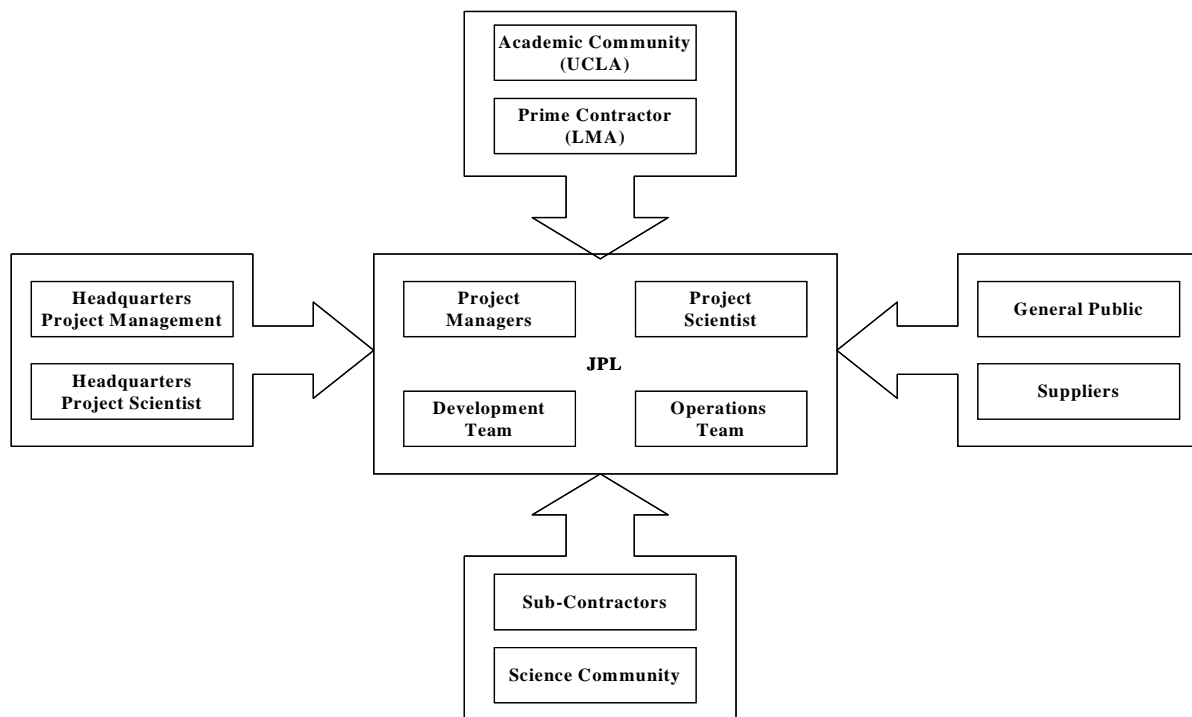 Academic Community
(UCLA)
Prime Contractor
(LMA)
Headquarters
Project Management
Headquarters
Project Scientist
Project
Managers
Project
Scientist
JPL
Development
Team
Operations
Team
General Public
Suppliers
Sub-Contractors
Science Community